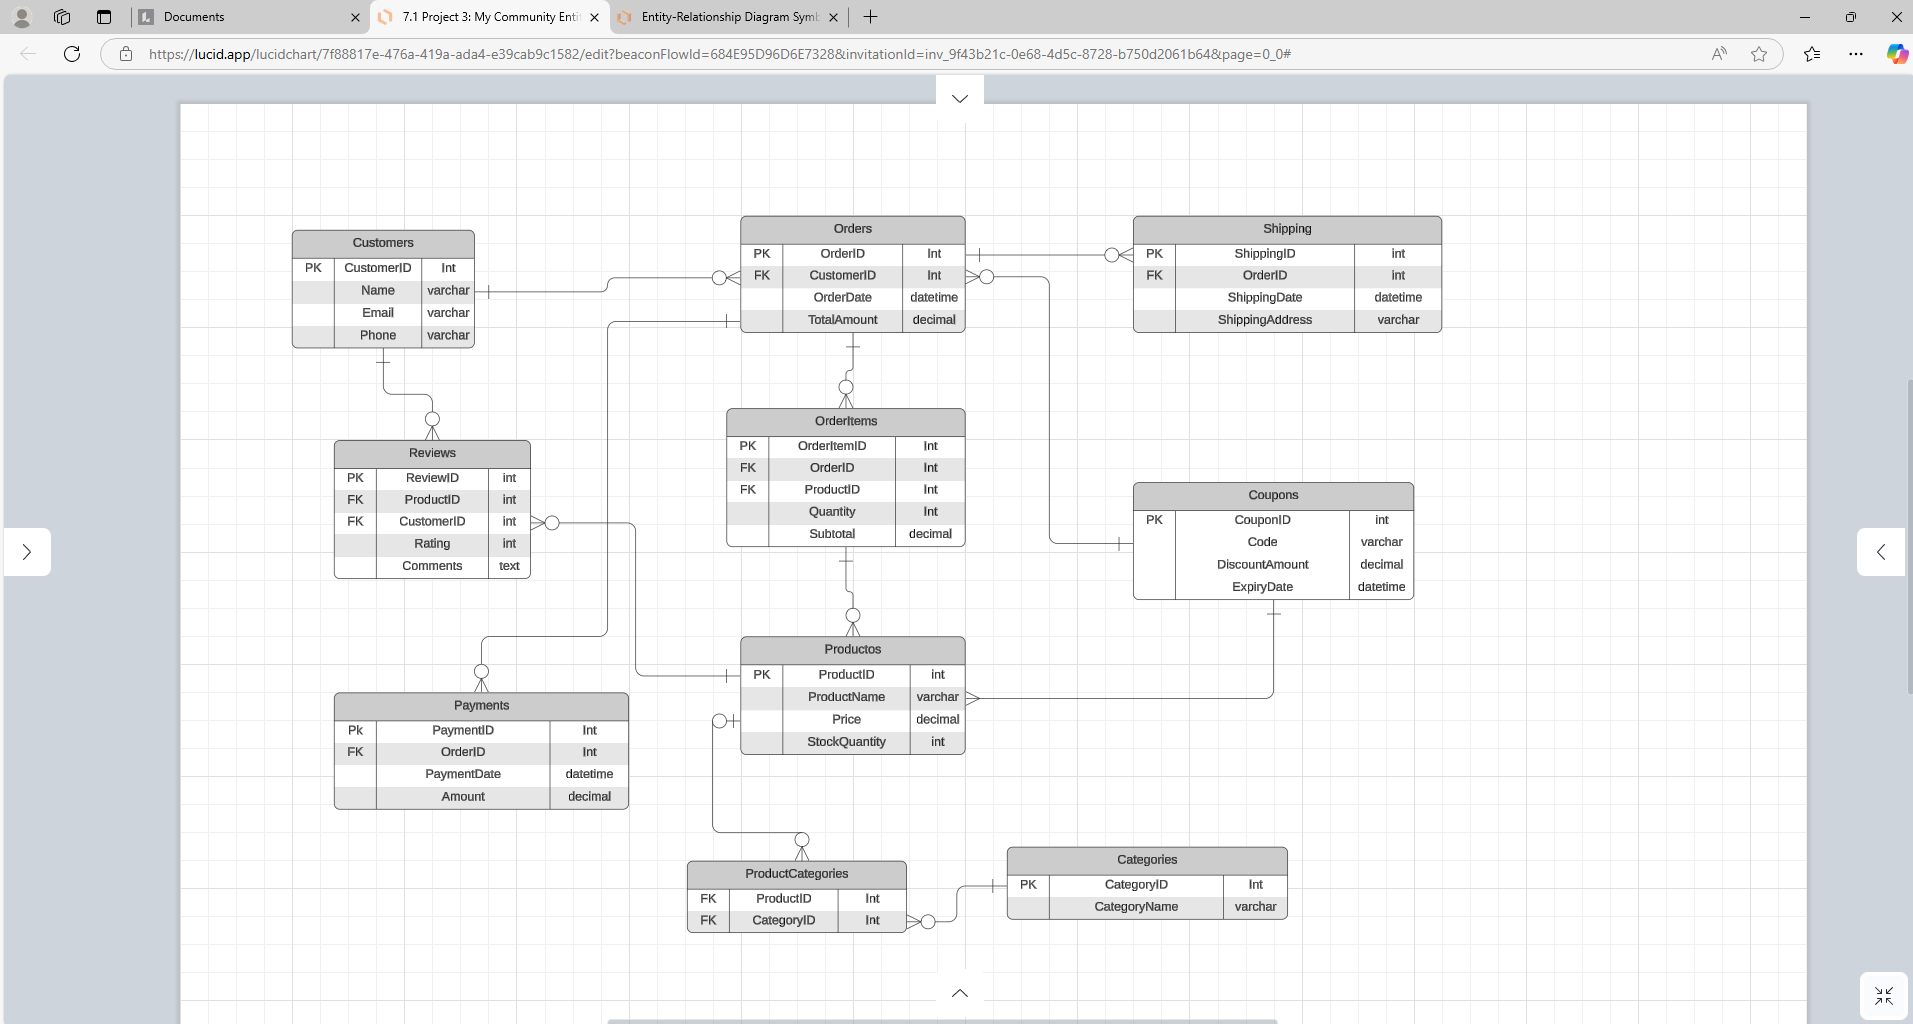 Documents
7.1 Project 3: My Community Enti
Entity-Relationship Diagram Symb
https://lucid.app/lucidchart/7f88817e-476a-419a-ada4-e39cab9c1582/edit?beaconFlowId=684E95D96D6E7328&invitationId=inv_9f43b21c-0e68-4d5c-8728-b750d2061b64&page=0_0#
Customers
PK CustomerID Int
Name varchar
Email varchar
Phone varchar
Orders
PK OrderID Int
FK CustomerID Int
OrderDate datetime
TotalAmount decimal
Shipping
PK ShippingID int
FK OrderID int
ShippingDate datetime
ShippingAddress varchar
Reviews
PK ReviewID int
FK ProductID int
FK CustomerID int
Rating int
Comments text
OrderItems
PK OrderItemID Int
FK OrderID Int
FK ProductID Int
Quantity Int
Subtotal decimal
Coupons
PK CouponID int
Code varchar
DiscountAmount decimal
ExpiryDate datetime
Payments
Pk PaymentID Int
FK OrderID Int
PaymentDate datetime
Amount decimal
Productos
PK ProductID int
ProductName varchar
Price decimal
StockQuantity int
ProductCategories
FK ProductID Int
FK CategoryID Int
Categories
PK CategoryID Int
CategoryName varchar